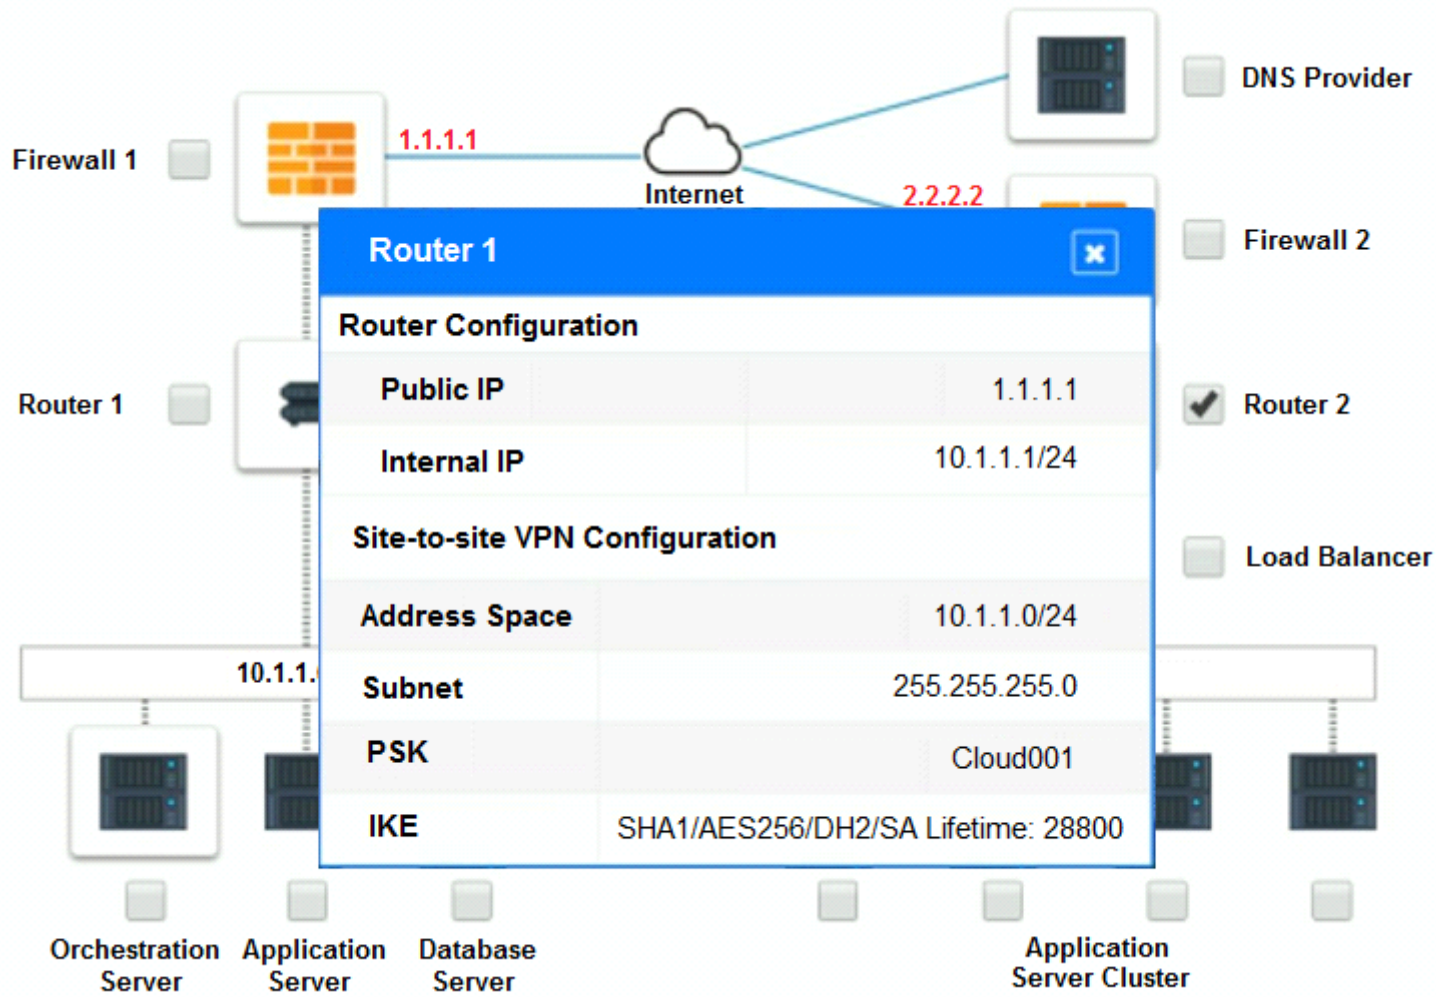 DNS Provider
Firewall 1
1.1.1.1
Internet
2.2.2.2
Firewall 2
Router 1
Router Configuration
Public IP 1.1.1.1
Internal IP 10.1.1.1/24
Router 1
Router 2
Site-to-site VPN Configuration
Load Balancer
Address Space 10.1.1.0/24
10.1.1.
Subnet 255.255.255.0
PSK Cloud001
IKE SHA1/AES256/DH2/SA Lifetime: 28800
Orchestration
Server
Application
Server
Database
Server
Application
Server Cluster